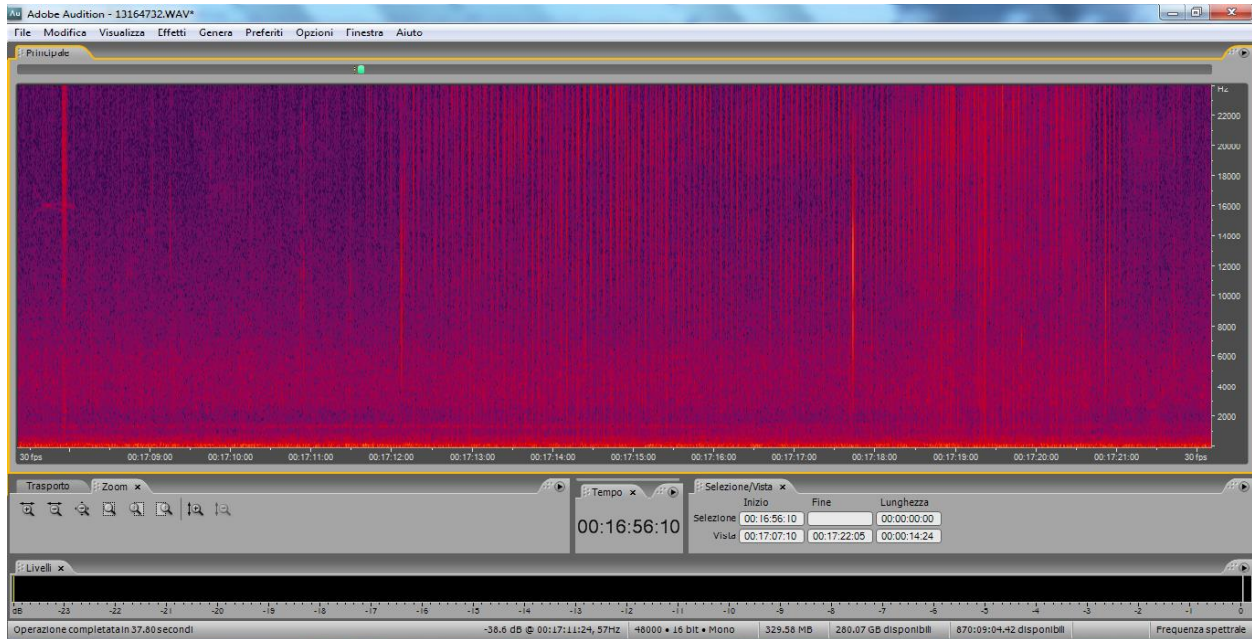 Au Adobe Audition - 13164732.WAV*
File Modifica Visualizza Effetti Genera Preferiti Opzioni Finestra Aiuto
Principale
Hz
22000
20000
18000
16000
14000
12000
10000
8000
6000
4000
2000
30 fps 00:17:09:00 00:17:10:00 00:17:11:00 00:17:12:00 00:17:13:00 00:17:14:00 00:17:15:00 00:17:16:00 00:17:17:00 00:17:18:00 00:17:19:00 00:17:20:00 00:17:21:00 30 fps
Trasporto Zoom x
Tempo x
00:16:56:10
Selezione/Vista x
Inizio Fine Lunghezza
Selezione 00:16:56:10 00:00:00:00
Vista 00:17:07:10 00:17:22:05 00:00:14:24
Livelli x
dB -23 -22 -21 -20 -19 -18 -17 -16 -15 -14 -13 -12 -11 -10 -9 -8 -7 -6 -5 -4 -3 -2 -1 0
Operazione completata in 37.80 secondi -38.6 dB @ 00:17:11:24, 57Hz 48000 • 16 bit • Mono 329.58 MB 280.07 GB disponibili 870:09:04.42 disponibili Frequenza spettrale